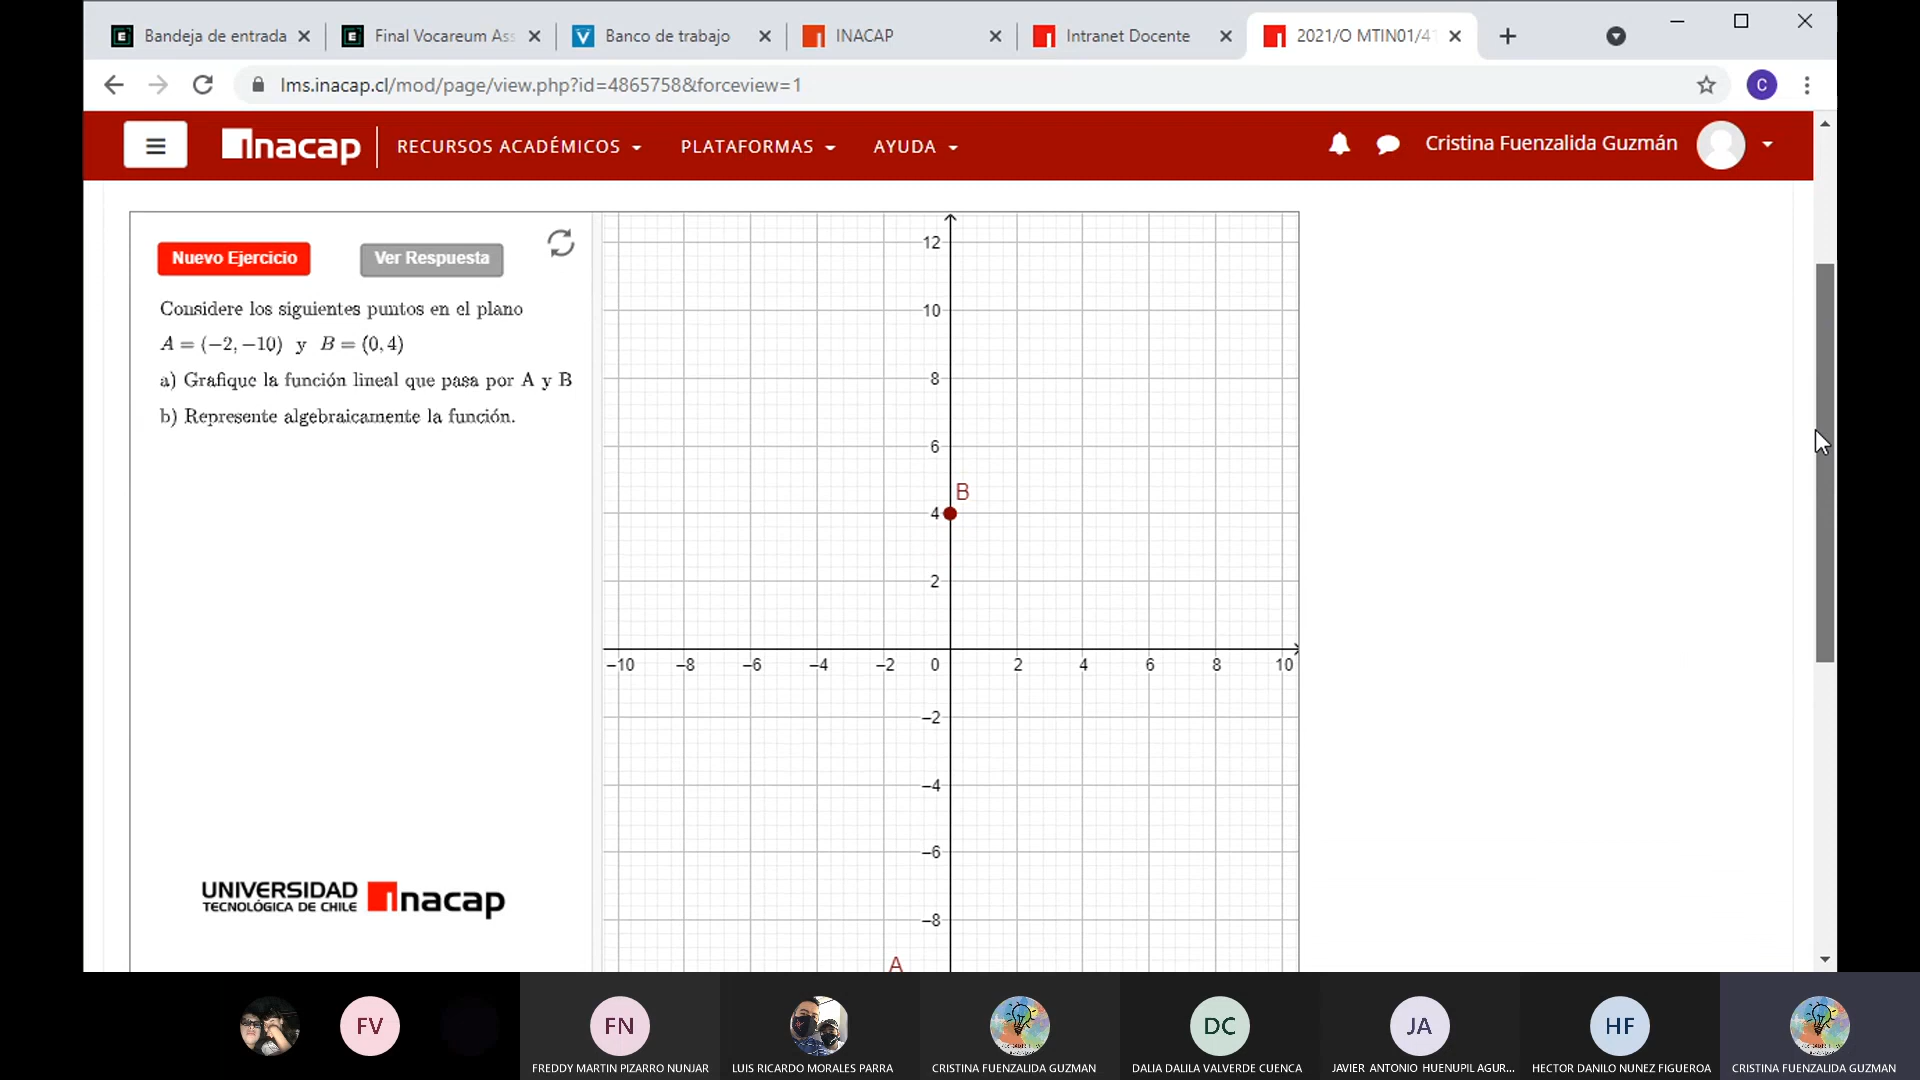 Bandeja de entrada
Final Vocareum Ass
Banco de trabajo
INACAP
Intranet Docente
2021/O MTIN01/41
lms.inacap.cl/mod/page/view.php?id=4865758&forceview=1
C
Inacap
RECURSOS ACADÉMICOS
PLATAFORMAS
AYUDA
Cristina Fuenzalida Guzmán
Nuevo Ejercicio
Ver Respuesta
Considere los siguientes puntos en el plano
A = (−2, −10) y B = (0, 4)
a) Grafique la función lineal que pasa por A y B
b) Represente algebraicamente la función.
12
10
8
6
B
4
2
−10 −8 −6 −4 −2 0 2 4 6 8 10
−2
−4
−6
−8
A
UNIVERSIDAD
TECNOLÓGICA DE CHILE
Inacap
FV
FN
DC
JA
HF
FREDDY MARTIN PIZARRO NUNJAR
LUIS RICARDO MORALES PARRA
CRISTINA FUENZALIDA GUZMAN
DALIA DALILA VALVERDE CUENCA
JAVIER ANTONIO HUENUPIL AGUR...
HECTOR DANILO NUNEZ FIGUEROA
CRISTINA FUENZALIDA GUZMAN